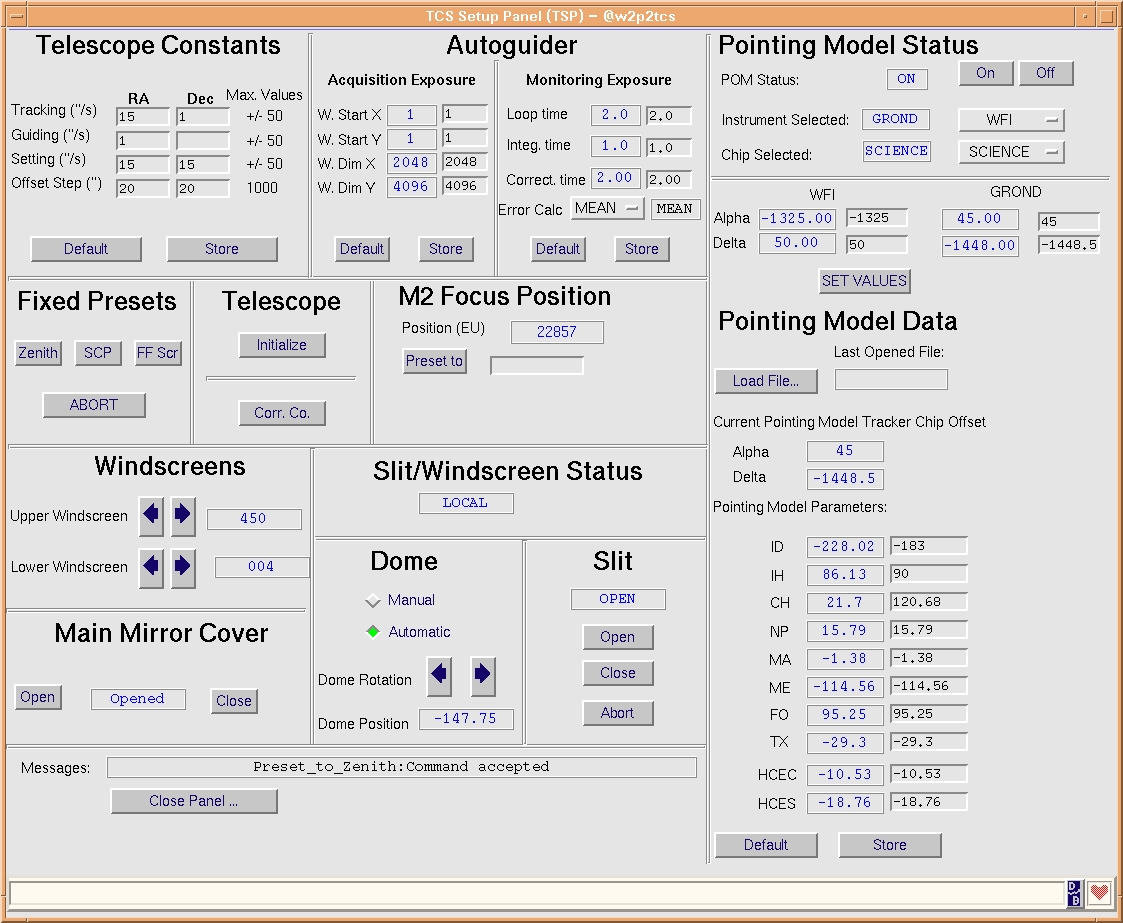 TCS Setup Panel (TSP) - @w2p2tcs
Telescope Constants
RA Dec Max. Values
Tracking ("/s) 15 1 +/- 50
Guiding ("/s) 1 +/- 50
Setting ("/s) 15 15 +/- 50
Offset Step (") 20 20 1000
Default Store
Autoguider
Acquisition Exposure
W. Start X 1 1
W. Start Y 1 1
W. Dim X 2048 2048
W. Dim Y 4096 4096
Default Store
Monitoring Exposure
Loop time 2.0 2.0
Integ. time 1.0 1.0
Correct. time 2.00 2.00
Error Calc MEAN MEAN
Default Store
Pointing Model Status
POM Status: ON On Off
Instrument Selected: GROND WFI
Chip Selected: SCIENCE SCIENCE
WFI GROND
Alpha -1325.00 -1325 45.00 45
Delta 50.00 50 -1448.00 -1448.5
SET VALUES
Fixed Presets
Zenith SCP FF Scr
ABORT
Telescope
Initialize
Corr. Co.
M2 Focus Position
Position (EU) 22857
Preset to
Pointing Model Data
Last Opened File:
Load File...
Current Pointing Model Tracker Chip Offset
Alpha 45
Delta -1448.5
Pointing Model Parameters:
ID -228.02 -183
IH 86.13 90
CH 21.7 120.68
NP 15.79 15.79
MA -1.38 -1.38
ME -114.56 -114.56
FO 95.25 95.25
TX -29.3 -29.3
HCEC -10.53 -10.53
HCES -18.76 -18.76
Default Store
Windscreens
Upper Windscreen 450
Lower Windscreen 004
Slit/Windscreen Status
LOCAL
Main Mirror Cover
Open Opened Close
Dome
Manual
Automatic
Dome Rotation
Dome Position -147.75
Slit
OPEN
Open
Close
Abort
Messages: Preset_to_Zenith:Command accepted
Close Panel ...
D
B